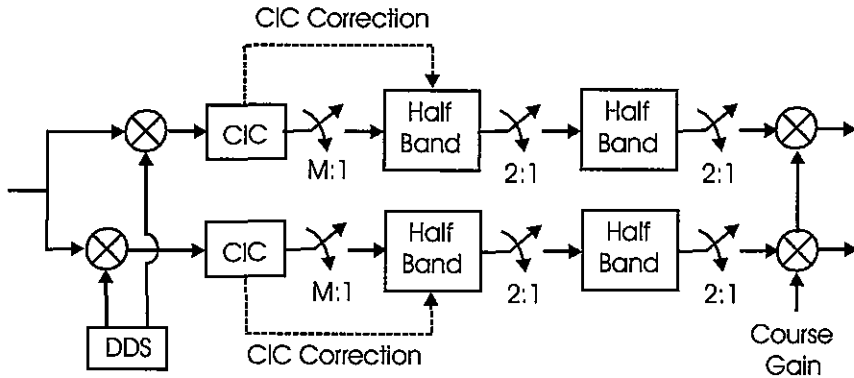 CIC Correction
CIC
M:1
Half
Band
2:1
Half
Band
2:1
CIC
M:1
Half
Band
2:1
Half
Band
2:1
DDS
CIC Correction
Course
Gain